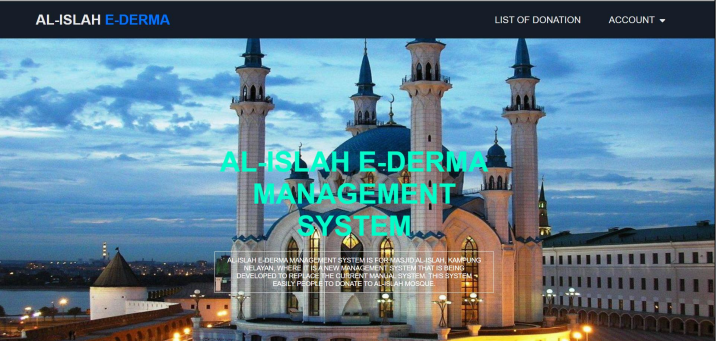 AL-ISLAH E-DERMA
LIST OF DONATION
ACCOUNT
AL-ISLAH E-DERMA
MANAGEMENT
SYSTEM
AL-ISLAH E-DERMA MANAGEMENT SYSTEM IS FOR MASJID AL-ISLAH, KAMPUNG
NELAYAN, WHERE IT IS A NEW MANAGEMENT SYSTEM THAT IS BEING
DEVELOPED TO REPLACE THE CURRENT MANUAL SYSTEM. THIS SYSTEM
EASILY PEOPLE TO DONATE TO AL-ISLAH MOSQUE.